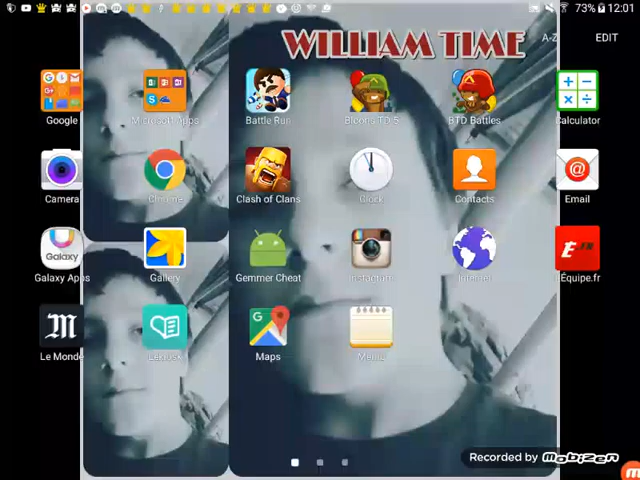 73% 12:01
WILLIAM TIME
A-Z EDIT
Google Microsoft Apps Battle Run Bloons TD 5 BTD Battles Calculator
Camera Chrome Clash of Clans Clock Contacts Email
Galaxy
Galaxy Apps Gallery Gemmer Cheat Instagram Internet L'Équipe.fr
Le Monde Maps Memo
Recorded by Mobizen